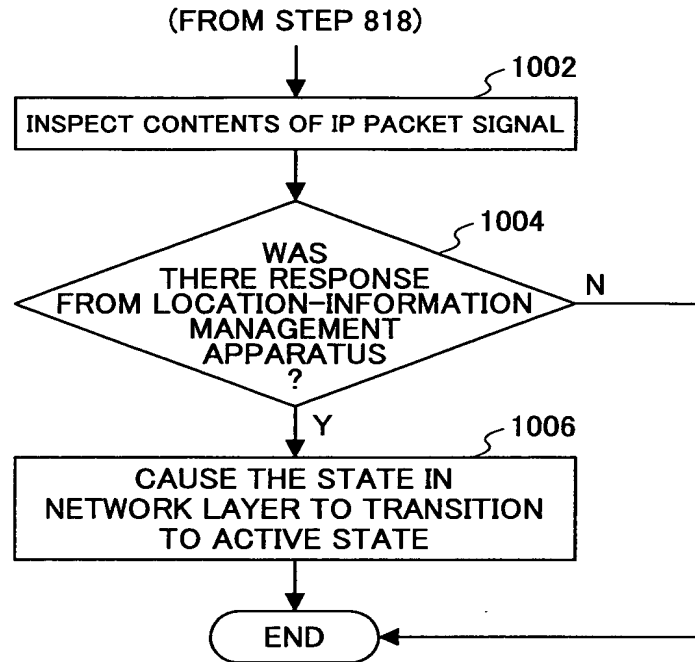 (FROM STEP 818)
1002
INSPECT CONTENTS OF IP PACKET SIGNAL
1004
WAS
THERE RESPONSE
FROM LOCATION-INFORMATION
MANAGEMENT
APPARATUS
?
N
Y
1006
CAUSE THE STATE IN
NETWORK LAYER TO TRANSITION
TO ACTIVE STATE
END